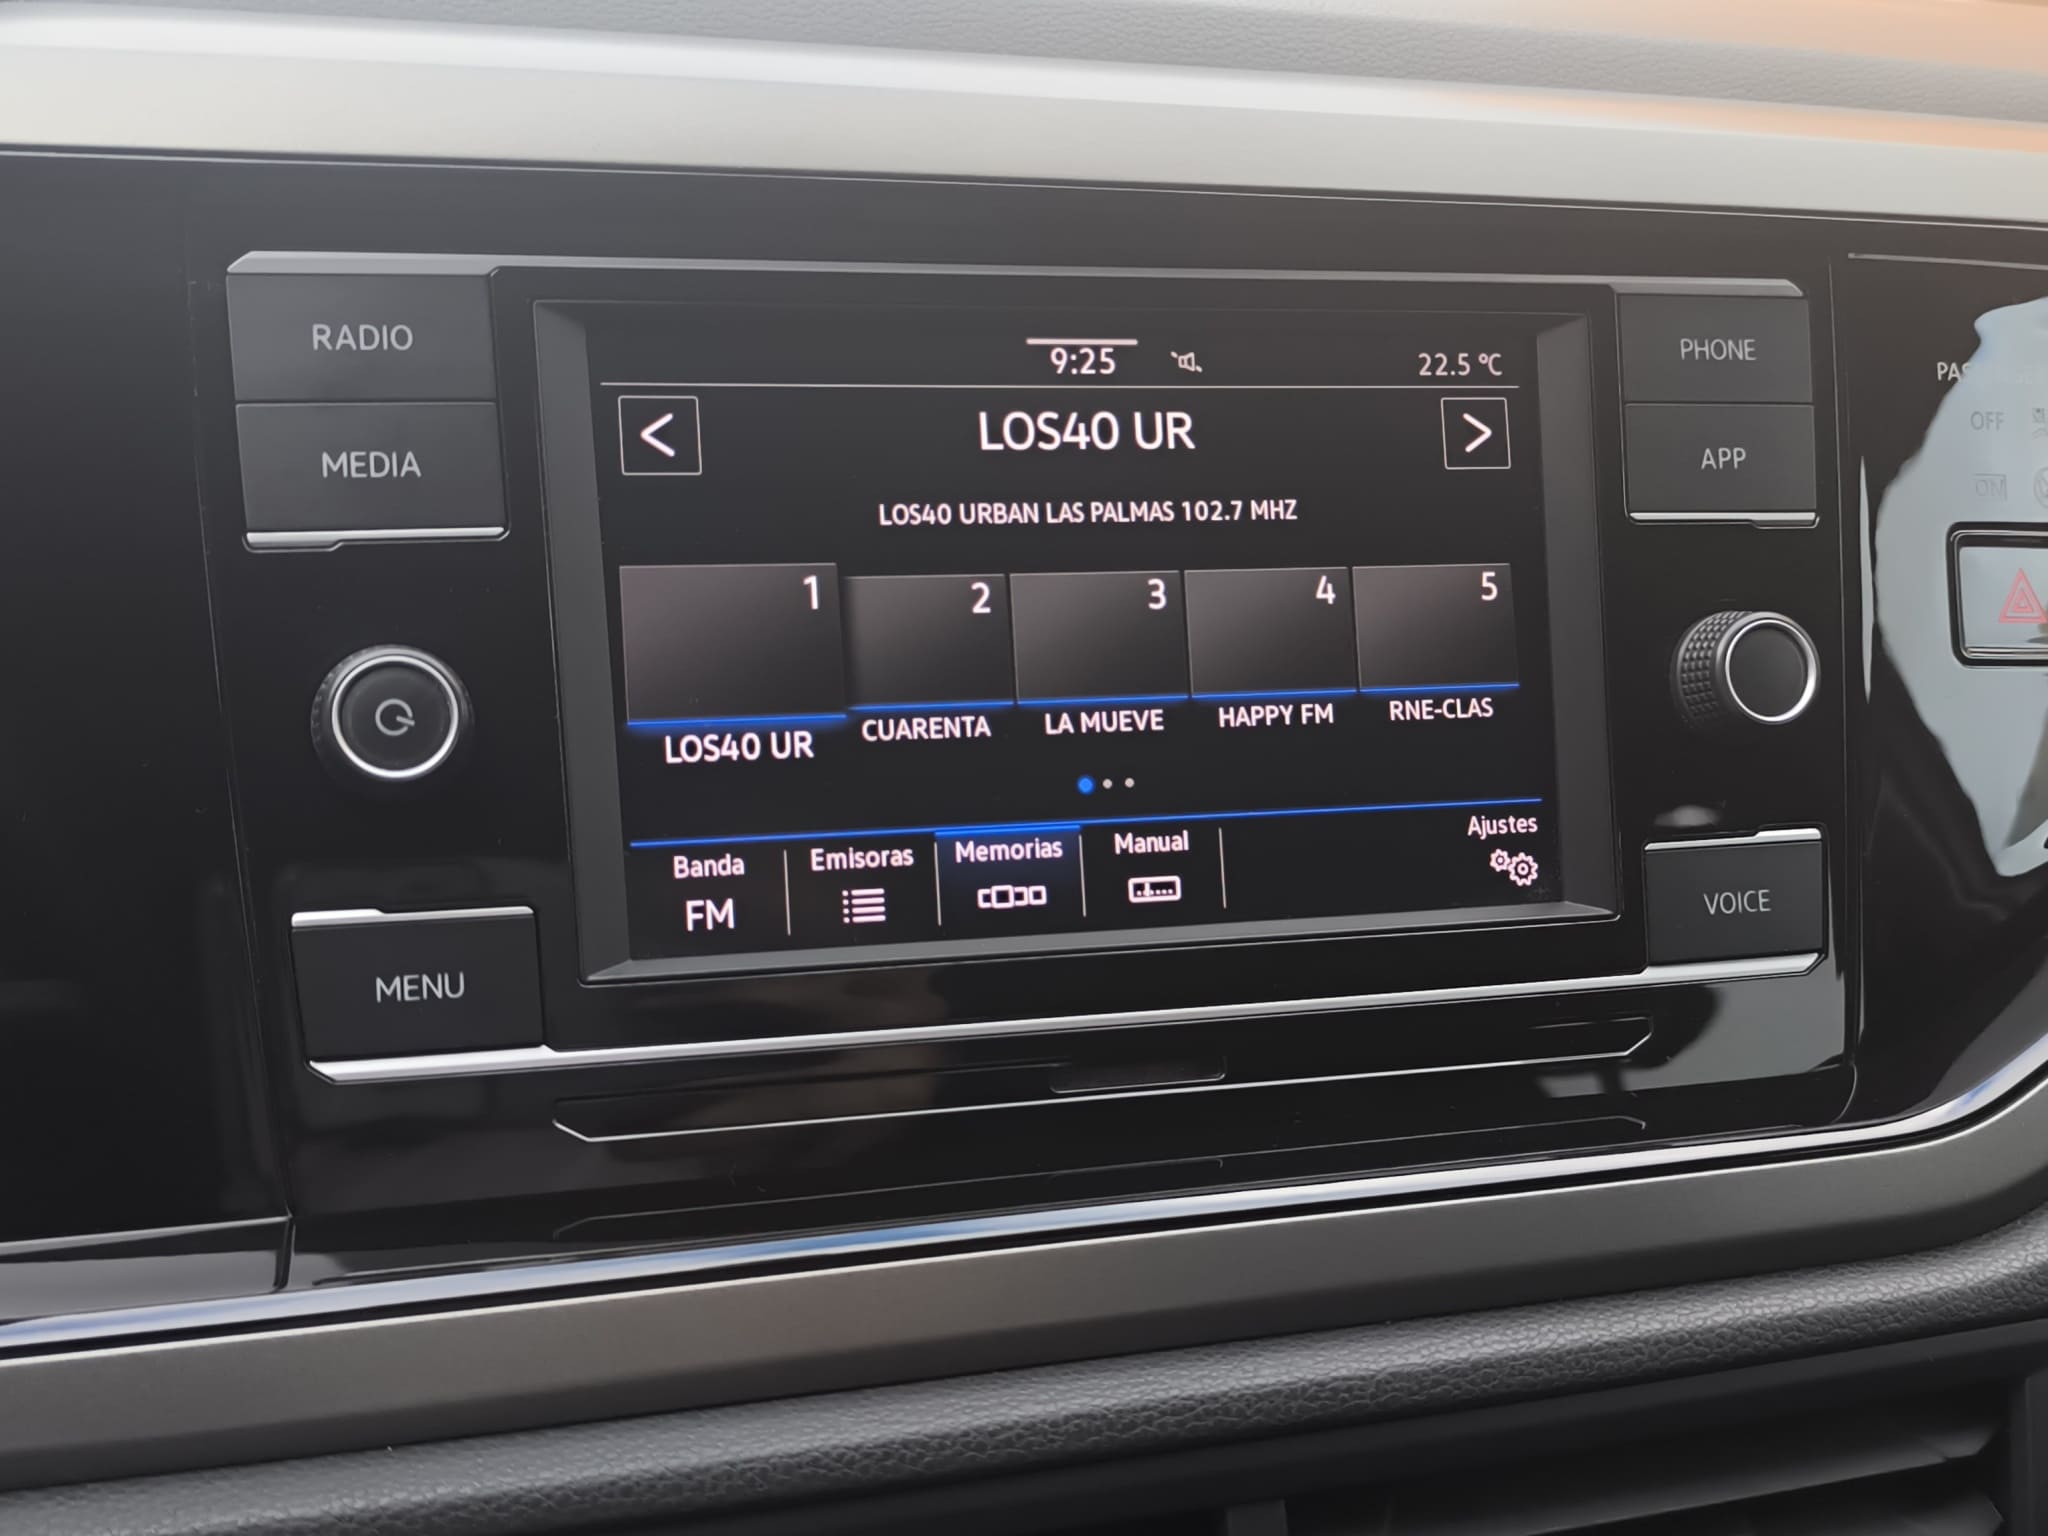 RADIO
MEDIA
MENU
9:25
22.5 °C
LOS40 UR
LOS40 URBAN LAS PALMAS 102.7 MHZ
1
2
3
4
5
LOS40 UR
CUARENTA
LA MUEVE
HAPPY FM
RNE-CLAS
Banda
FM
Emisoras
Memorias
Manual
Ajustes
PHONE
APP
VOICE
OFF